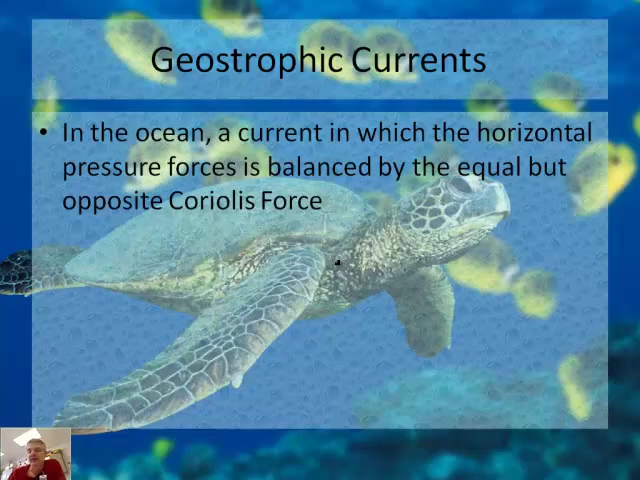 Geostrophic Currents
• In the ocean, a current in which the horizontal
pressure forces is balanced by the equal but
opposite Coriolis Force